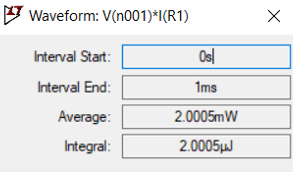 Waveform: V(n001)*I(R1)
Interval Start: 0s
Interval End: 1ms
Average: 2.0005mW
Integral: 2.0005µJ